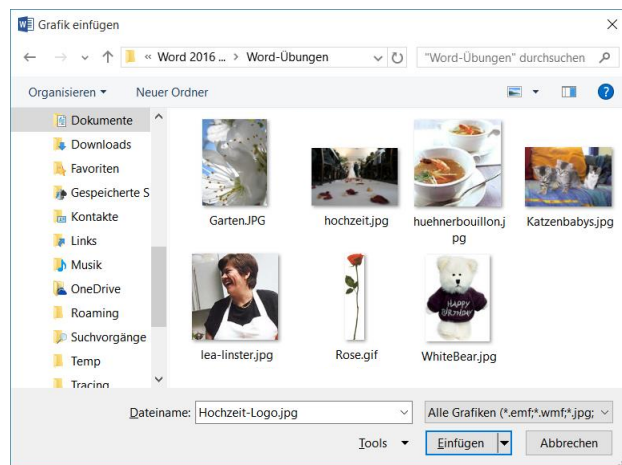 Grafik einfügen
« Word 2016 ... > Word-Übungen
"Word-Übungen" durchsuchen
Organisieren Neuer Ordner
Dokumente
Downloads
Favoriten
Gespeicherte S
Kontakte
Links
Musik
OneDrive
Roaming
Suchvorgänge
Temp
Tracing
Garten.JPG
hochzeit.jpg
huehnerbouillon.j
pg
Katzenbabys.jpg
HAPPY
BIRTHDAY
lea-linster.jpg
Rose.gif
WhiteBear.jpg
Dateiname: Hochzeit-Logo.jpg
Alle Grafiken (*.emf;*.wmf;*.jpg;
Tools
Einfügen
Abbrechen